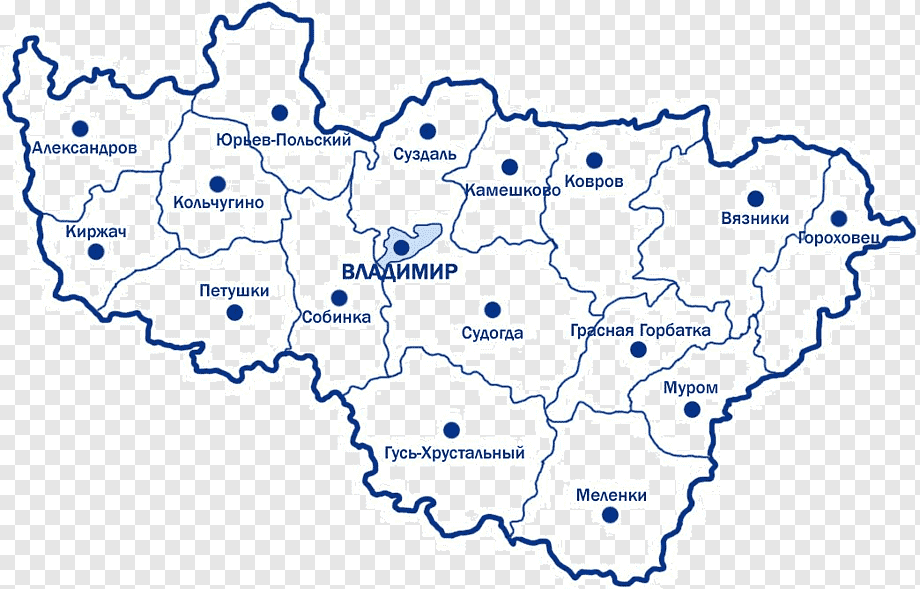 Александров
Юрьев-Польский
Суздаль
Камешково
Ковров
Кольчугино
Вязники
Киржач
Гороховец
ВЛАДИМИР
Петушки
Собинка
Судогда
Грасная Горбатка
Муром
Гусь-Хрустальный
Меленки